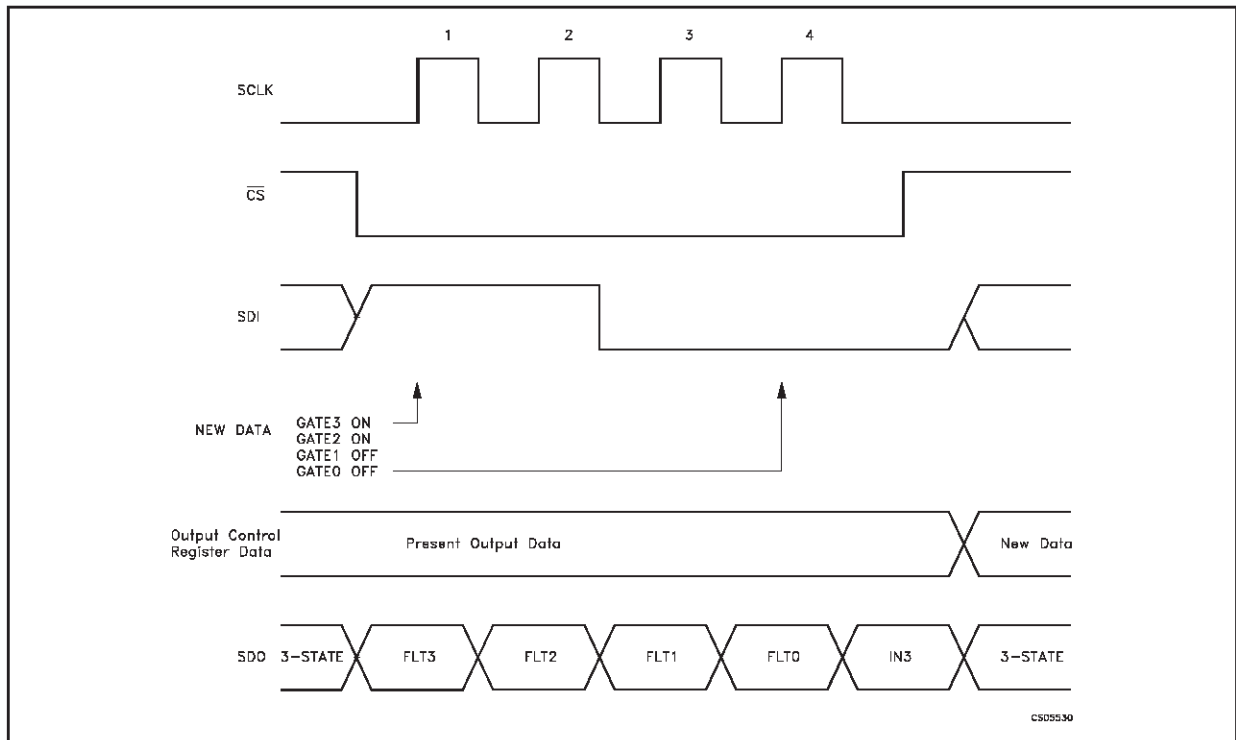 1 2 3 4
SCLK
CS
SDI
NEW DATA
GATE3 ON
GATE2 ON
GATE1 OFF
GATE0 OFF
Output Control
Register Data
Present Output Data
New Data
SDO 3-STATE FLT3 FLT2 FLT1 FLT0 IN3 3-STATE
CSD5530